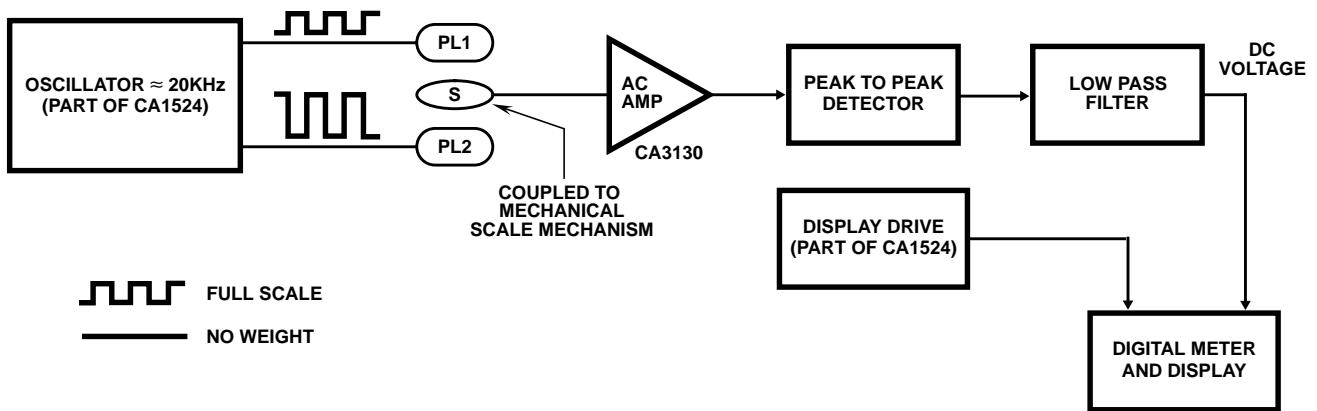 OSCILLATOR ≈ 20KHz
(PART OF CA1524)
PL1
S
PL2
COUPLED TO
MECHANICAL
SCALE MECHANISM
AC
AMP
CA3130
PEAK TO PEAK
DETECTOR
LOW PASS
FILTER
DC
VOLTAGE
DISPLAY DRIVE
(PART OF CA1524)
DIGITAL METER
AND DISPLAY
FULL SCALE
NO WEIGHT